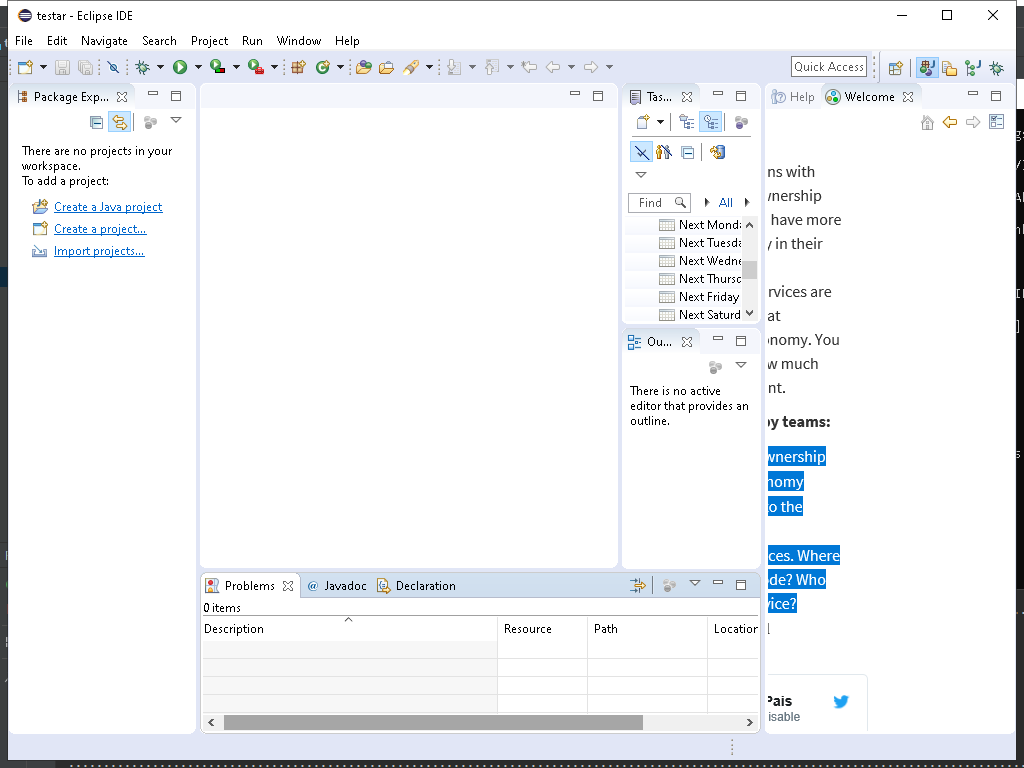 testar - Eclipse IDE
File Edit Navigate Search Project Run Window Help
Quick Access
Package Exp...
There are no projects in your
workspace.
To add a project:
Create a Java project
Create a project...
Import projects...
Tas...
Find
All
Next Mond
Next Tuesda
Next Wedne
Next Thursd
Next Friday
Next Saturd
Ou...
There is no active
editor that provides an
outline.
Problems @ Javadoc Declaration
0 items
Description Resource Path Location
Help Welcome
ns with
wnership
have more
y in their
rvices are
at
onomy. You
w much
nt.
by teams:
wnership
nomy
o the
ces. Where
ode? Who
vice?
Pais
isable